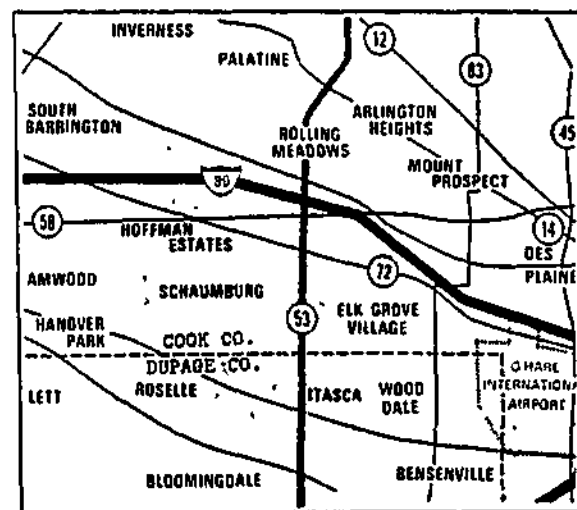 INVERNESS
12
PALATINE
83
SOUTH
BARRINGTON
ARLINGTON
HEIGHTS
45
ROLLING
MEADOWS
MOUNT
PROSPECT
90
58
HOFFMAN
ESTATES
14
DES
PLAINE
72
AMWOOD
SCHAUMBURG
ELK GROVE
VILLAGE
53
HANOVER
PARK
COOK CO.
DUPAGE CO.
O HARE
INTERNATIONA
AIRPORT
LETT
ROSELLE
ITASCA
WOOD
DALE
BLOOMINGDALE
BENSENVILLE